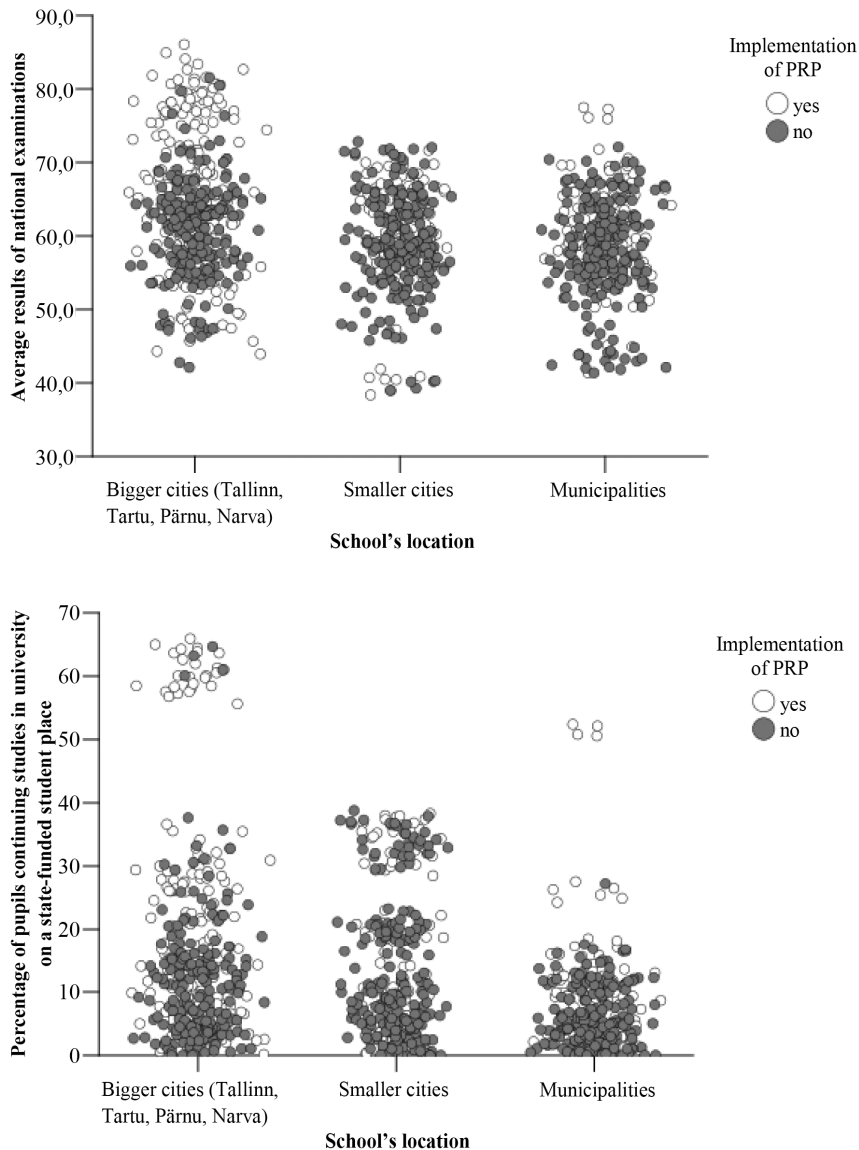 90,0
80,0
70,0
60,0
50,0
40,0
30,0
Average results of national examinations
Bigger cities (Tallinn,
Tartu, Pärnu, Narva)
Smaller cities
Municipalities
School’s location
Implementation
of PRP
yes
no
70
60
50
40
30
20
10
0
Percentage of pupils continuing studies in university
on a state-funded student place
Bigger cities (Tallinn,
Tartu, Pärnu, Narva)
Smaller cities
Municipalities
School’s location
Implementation
of PRP
yes
no